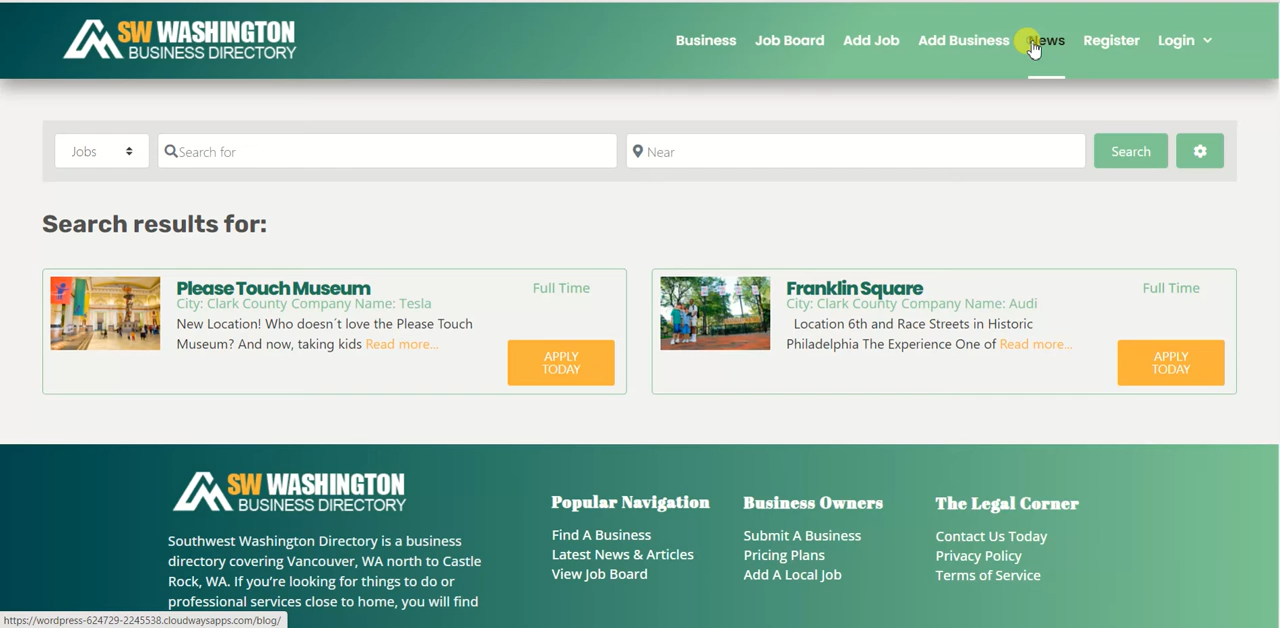 SW WASHINGTON
BUSINESS DIRECTORY
Business Job Board Add Job Add Business News Register Login
Jobs Search for Near Search
Search results for:
Please Touch Museum
City: Clark County Company Name: Tesla
New Location! Who doesn´t love the Please Touch
Museum? And now, taking kids Read more...
Full Time
APPLY
TODAY
Franklin Square
City: Clark County Company Name: Audi
Location 6th and Race Streets in Historic
Philadelphia The Experience One of Read more...
Full Time
APPLY
TODAY
SW WASHINGTON
BUSINESS DIRECTORY
Southwest Washington Directory is a business
directory covering Vancouver, WA north to Castle
Rock, WA. If you're looking for things to do or
professional services close to home, you will find
Popular Navigation
Find A Business
Latest News & Articles
View Job Board
Business Owners
Submit A Business
Pricing Plans
Add A Local Job
The Legal Corner
Contact Us Today
Privacy Policy
Terms of Service
https://wordpress-624729-2245538.cloudwaysapps.com/blog/